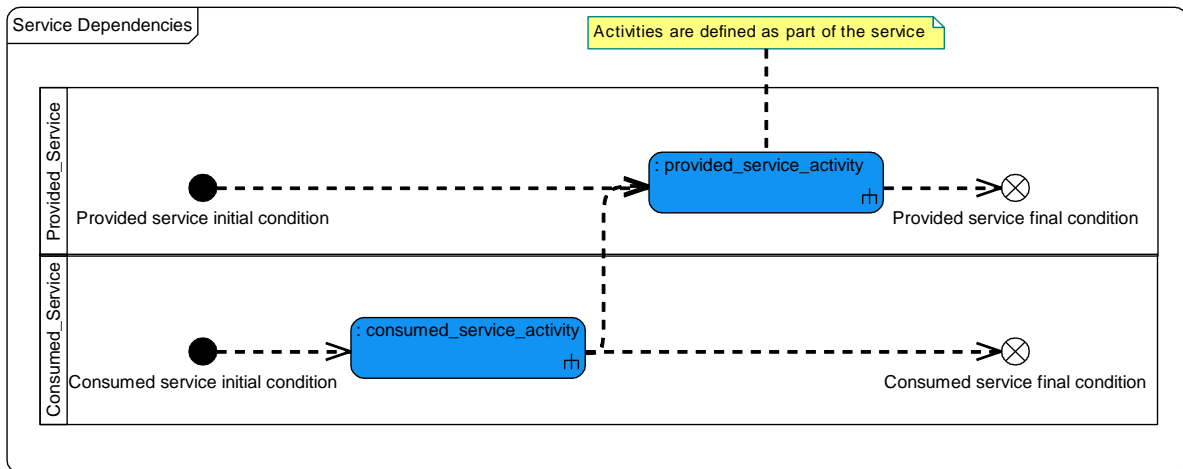 Service Dependencies
Activities are defined as part of the service
Provided_Service
: provided_service_activity
Provided service initial condition
Provided service final condition
Consumed_Service
: consumed_service_activity
Consumed service initial condition
Consumed service final condition